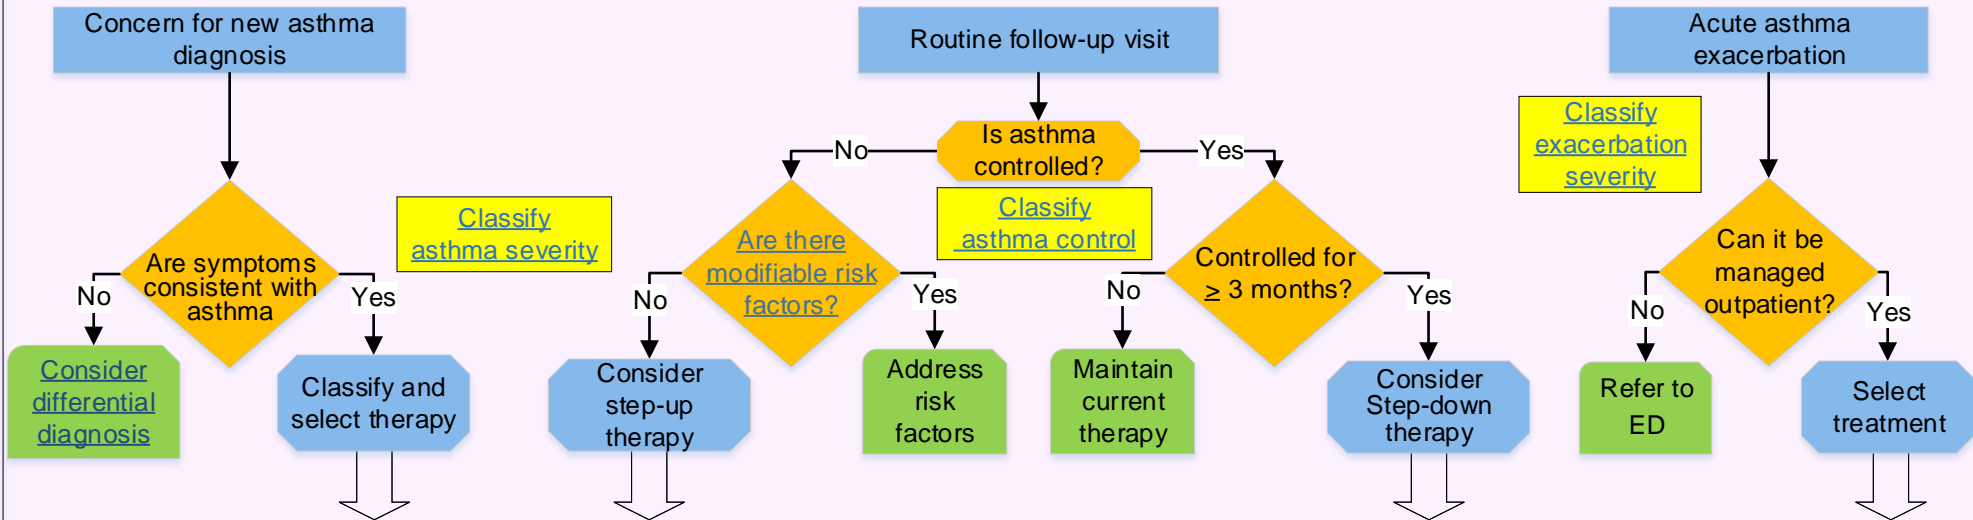 Concern for new asthma
diagnosis
Routine follow-up visit
Acute asthma
exacerbation
Is asthma
controlled?
No
Yes
Classify
exacerbation
severity
Classify
asthma severity
Classify
asthma control
Are symptoms
consistent with
asthma
No
Yes
Are there
modifiable risk
factors?
No
Yes
Controlled for
≥ 3 months?
No
Yes
Can it be
managed
outpatient?
No
Yes
Consider
differential
diagnosis
Classify and
select therapy
Consider
step-up
therapy
Address
risk
factors
Maintain
current
therapy
Consider
Step-down
therapy
Refer to
ED
Select
treatment